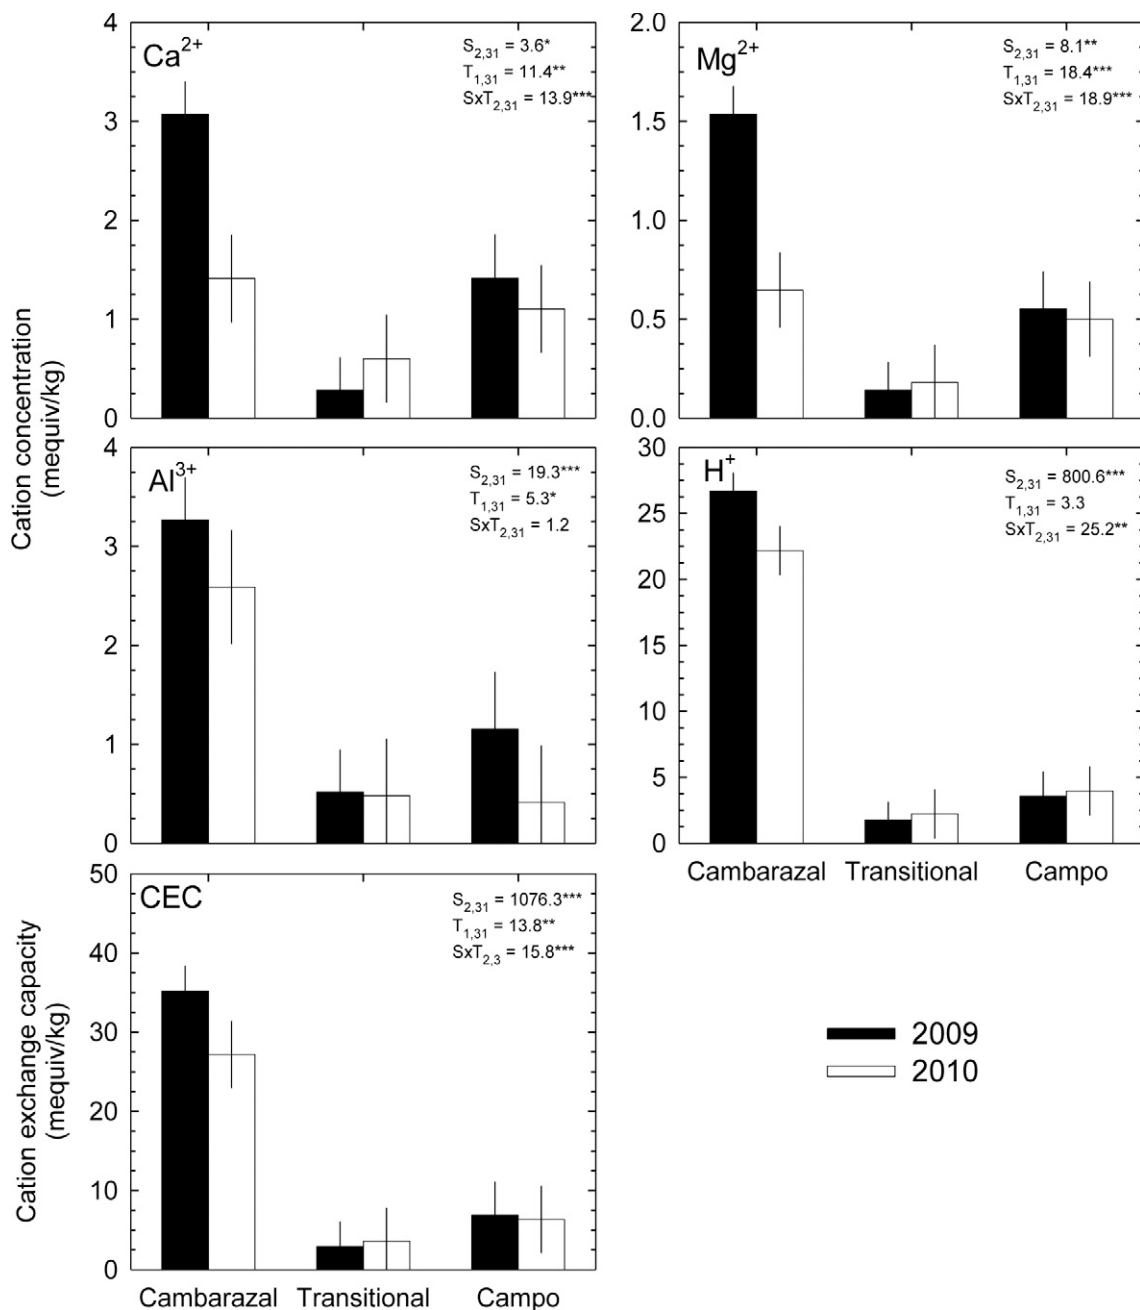 Cation concentration
(mequiv/kg)
Ca2+
S2,31 = 3.6*
T1,31 = 11.4**
SxT2,31 = 13.9***
4
3
2
1
0
Mg2+
S2,31 = 8.1**
T1,31 = 18.4***
SxT2,31 = 18.9***
2.0
1.5
1.0
0.5
0.0
Al3+
S2,31 = 19.3***
T1,31 = 5.3*
SxT2,31 = 1.2
4
3
2
1
0
H+
S2,31 = 800.6***
T1,31 = 3.3
SxT2,31 = 25.2**
30
25
20
15
10
5
0
Cambarazal Transitional Campo
Cation exchange capacity
(mequiv/kg)
CEC
S2,31 = 1076.3***
T1,31 = 13.8**
SxT2,3 = 15.8***
50
40
30
20
10
0
Cambarazal Transitional Campo
2009
2010